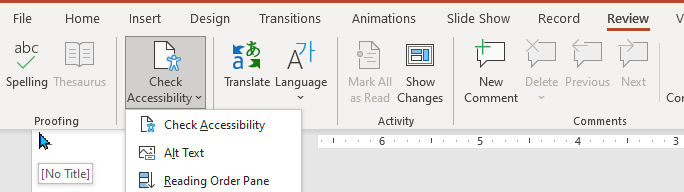 File Home Insert Design Transitions Animations Slide Show Record Review V
abc
Spelling Thesaurus
Check
Accessibility
Translate Language
あ
Mark All
as Read
Show
Changes
New
Comment
Delete Previous Next
Con
Proofing Activity Comments
Check Accessibility
Alt Text
Reading Order Pane
6 5 4 3
[No Title]